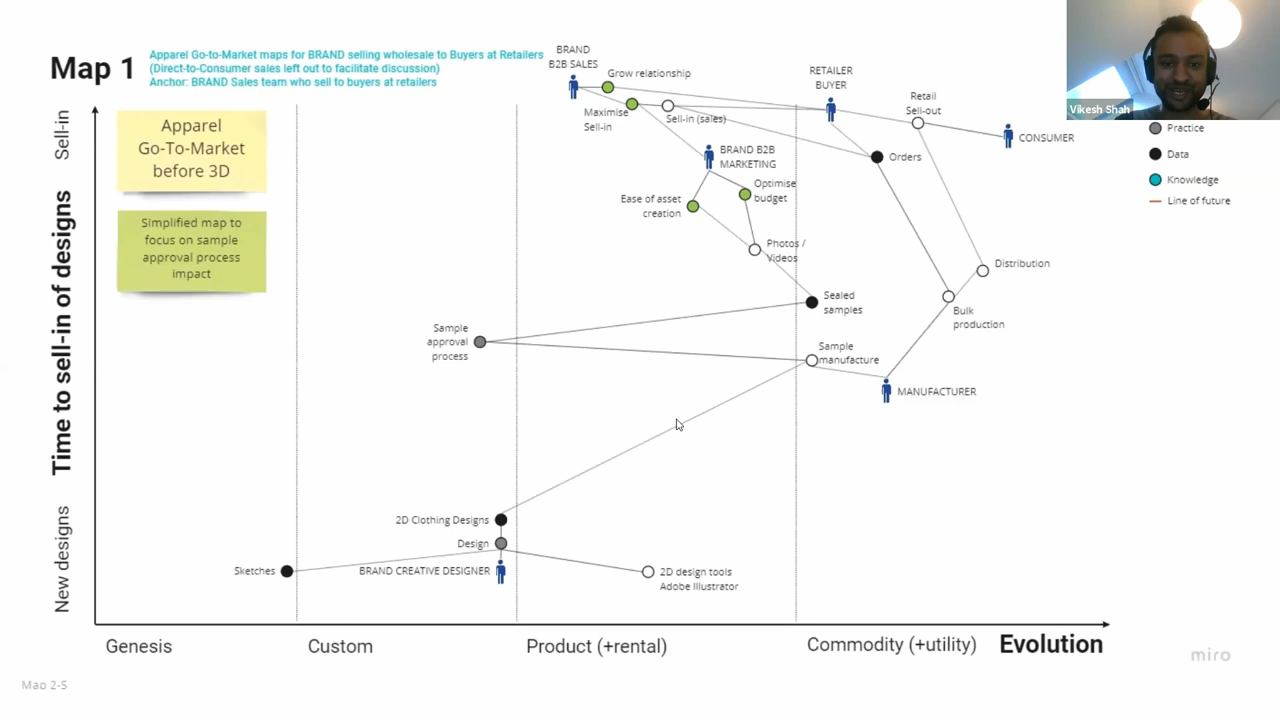 Map 1
Apparel Go-to-Market maps for BRAND selling wholesale to Buyers at Retailers
(Direct-to-Consumer sales left out to facilitate discussion)
Anchor: BRAND Sales team who sell to buyers at retailers
Apparel
Go-To-Market
before 3D
Simplified map to
focus on sample
approval process
impact
Sell-in
Time to sell-in of designs
New designs
BRAND
B2B SALES
Grow relationship
Maximise
Sell-in
Sell-in (sales)
RETAILER
BUYER
Retail
Sell-out
CONSUMER
Orders
BRAND B2B
MARKETING
Ease of asset
creation
Optimise
budget
Photos /
Videos
Distribution
Sealed
samples
Bulk
production
Sample
approval
process
Sample
manufacture
MANUFACTURER
2D Clothing Designs
Design
Sketches
BRAND CREATIVE DESIGNER
2D design tools
Adobe Illustrator
Genesis
Custom
Product (+rental)
Commodity (+utility)
Evolution
Vikesh Shah
Practice
Data
Knowledge
Line of future
miro
Mao 2-S